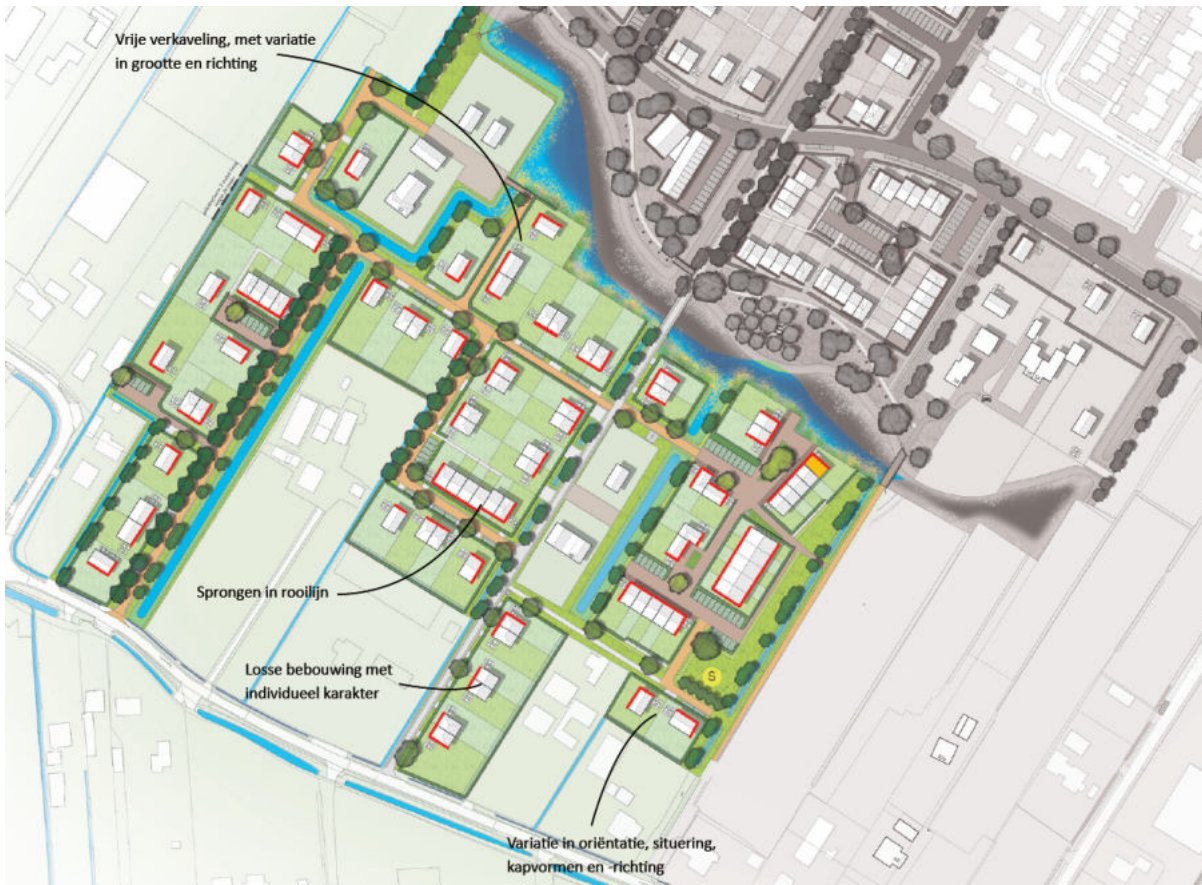 Vrije verkaveling, met variatie
in grootte en richting
Sprongen in rooilijn
Losse bebouwing met
individueel karakter
S
Variatie in oriëntatie, situering,
kapvormen en -richting